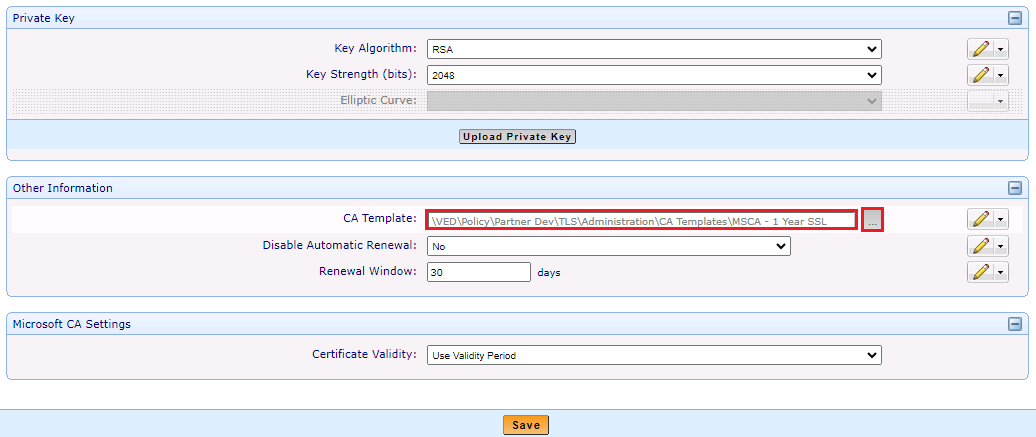 Private Key
Key Algorithm: RSA
Key Strength (bits): 2048
Elliptic Curve:
Upload Private Key
Other Information
CA Template: \VED\Policy\Partner Dev\TLS\Administration\CA Templates\MSCA - 1 Year SSL ...
Disable Automatic Renewal: No
Renewal Window: 30 days
Microsoft CA Settings
Certificate Validity: Use Validity Period
Save